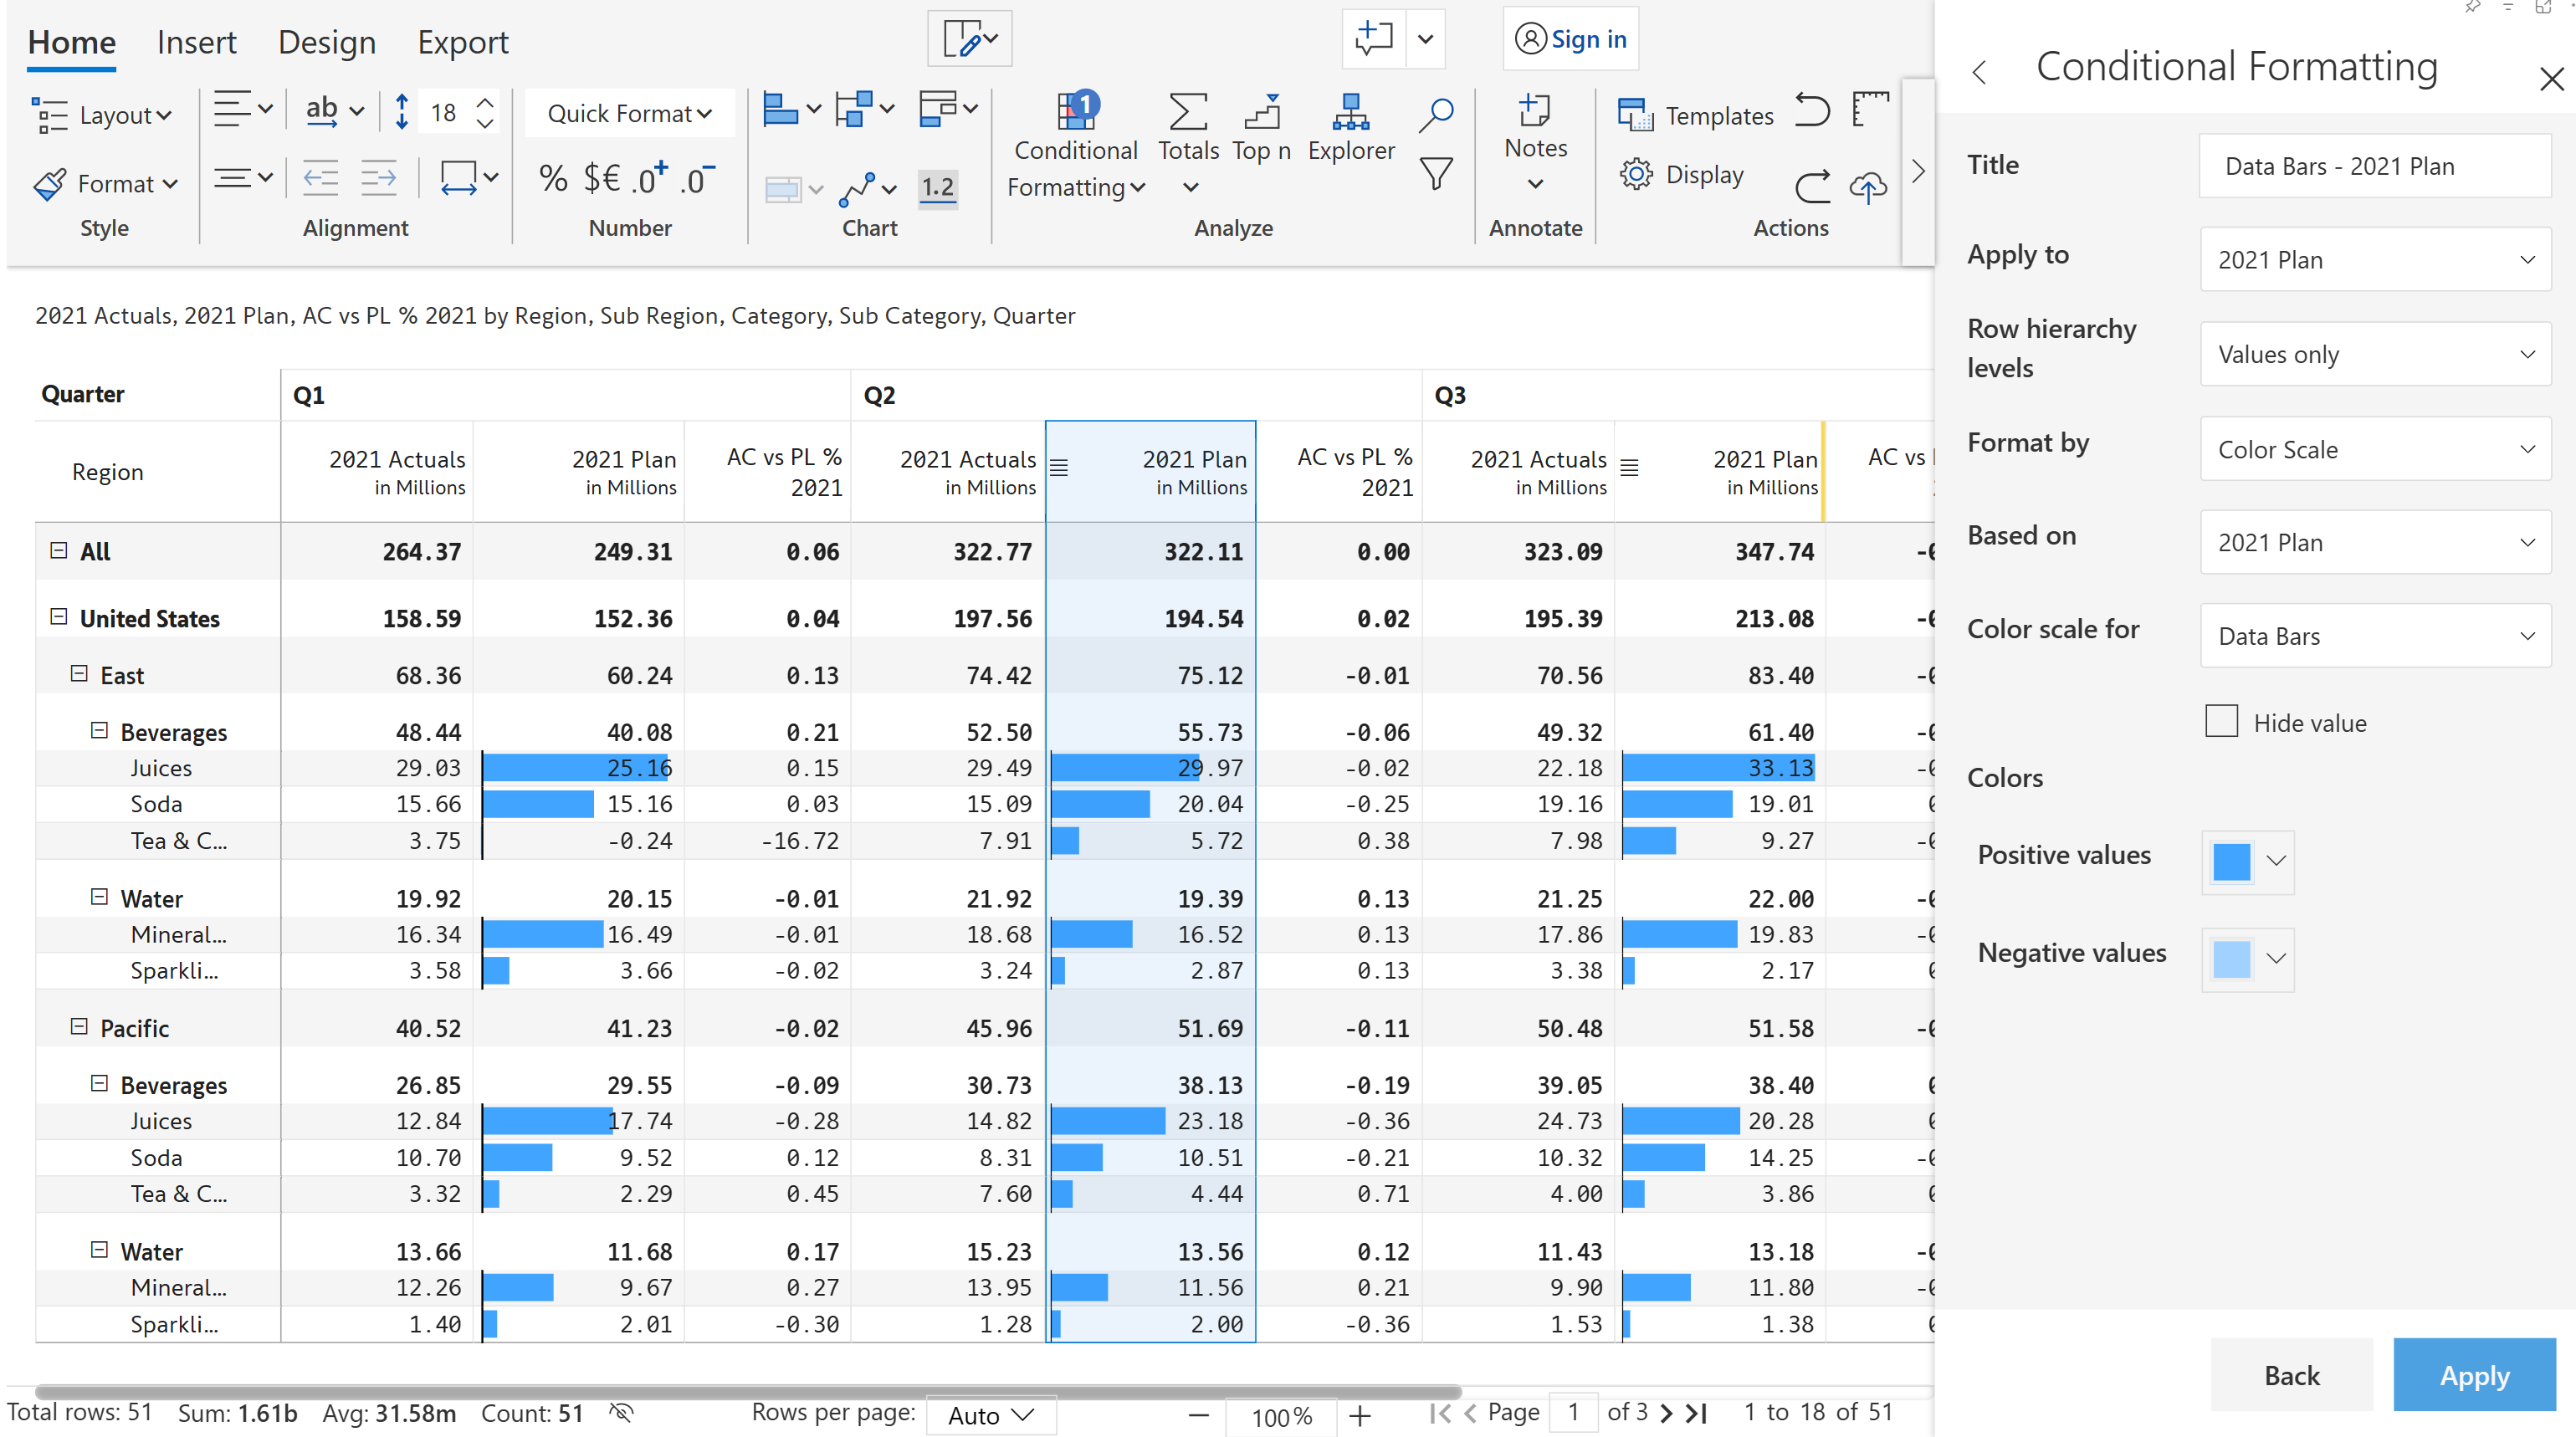 Home Insert Design Export
Sign in
Layout
ab
18
Quick Format
Format
% $€ .0+ .0-
1.2
1
Conditional Formatting
Totals
Top n
Explorer
Notes
Templates
Display
Style Alignment Number Chart Analyze Annotate Actions
2021 Actuals, 2021 Plan, AC vs PL % 2021 by Region, Sub Region, Category, Sub Category, Quarter
Quarter Q1 Q2 Q3
Region 2021 Actuals in Millions 2021 Plan in Millions AC vs PL % 2021 2021 Actuals in Millions 2021 Plan in Millions AC vs PL % 2021 2021 Actuals in Millions 2021 Plan in Millions AC vs
All 264.37 249.31 0.06 322.77 322.11 0.00 323.09 347.74
United States 158.59 152.36 0.04 197.56 194.54 0.02 195.39 213.08
East 68.36 60.24 0.13 74.42 75.12 -0.01 70.56 83.40
Beverages 48.44 40.08 0.21 52.50 55.73 -0.06 49.32 61.40
Juices 29.03 25.16 0.15 29.49 29.97 -0.02 22.18 33.13
Soda 15.66 15.16 0.03 15.09 20.04 -0.25 19.16 19.01
Tea & C... 3.75 -0.24 -16.72 7.91 5.72 0.38 7.98 9.27
Water 19.92 20.15 -0.01 21.92 19.39 0.13 21.25 22.00
Mineral... 16.34 16.49 -0.01 18.68 16.52 0.13 17.86 19.83
Sparkli... 3.58 3.66 -0.02 3.24 2.87 0.13 3.38 2.17
Pacific 40.52 41.23 -0.02 45.96 51.69 -0.11 50.48 51.58
Beverages 26.85 29.55 -0.09 30.73 38.13 -0.19 39.05 38.40
Juices 12.84 17.74 -0.28 14.82 23.18 -0.36 24.73 20.28
Soda 10.70 9.52 0.12 8.31 10.51 -0.21 10.32 14.25
Tea & C... 3.32 2.29 0.45 7.60 4.44 0.71 4.00 3.86
Water 13.66 11.68 0.17 15.23 13.56 0.12 11.43 13.18
Mineral... 12.26 9.67 0.27 13.95 11.56 0.21 9.90 11.80
Sparkli... 1.40 2.01 -0.30 1.28 2.00 -0.36 1.53 1.38
Total rows: 51 Sum: 1.61b Avg: 31.58m Count: 51 Rows per page: Auto 100% Page 1 of 3 1 to 18 of 51
Conditional Formatting
Title Data Bars - 2021 Plan
Apply to 2021 Plan
Row hierarchy levels Values only
Format by Color Scale
Based on 2021 Plan
Color scale for Data Bars
Hide value
Colors
Positive values
Negative values
Back Apply